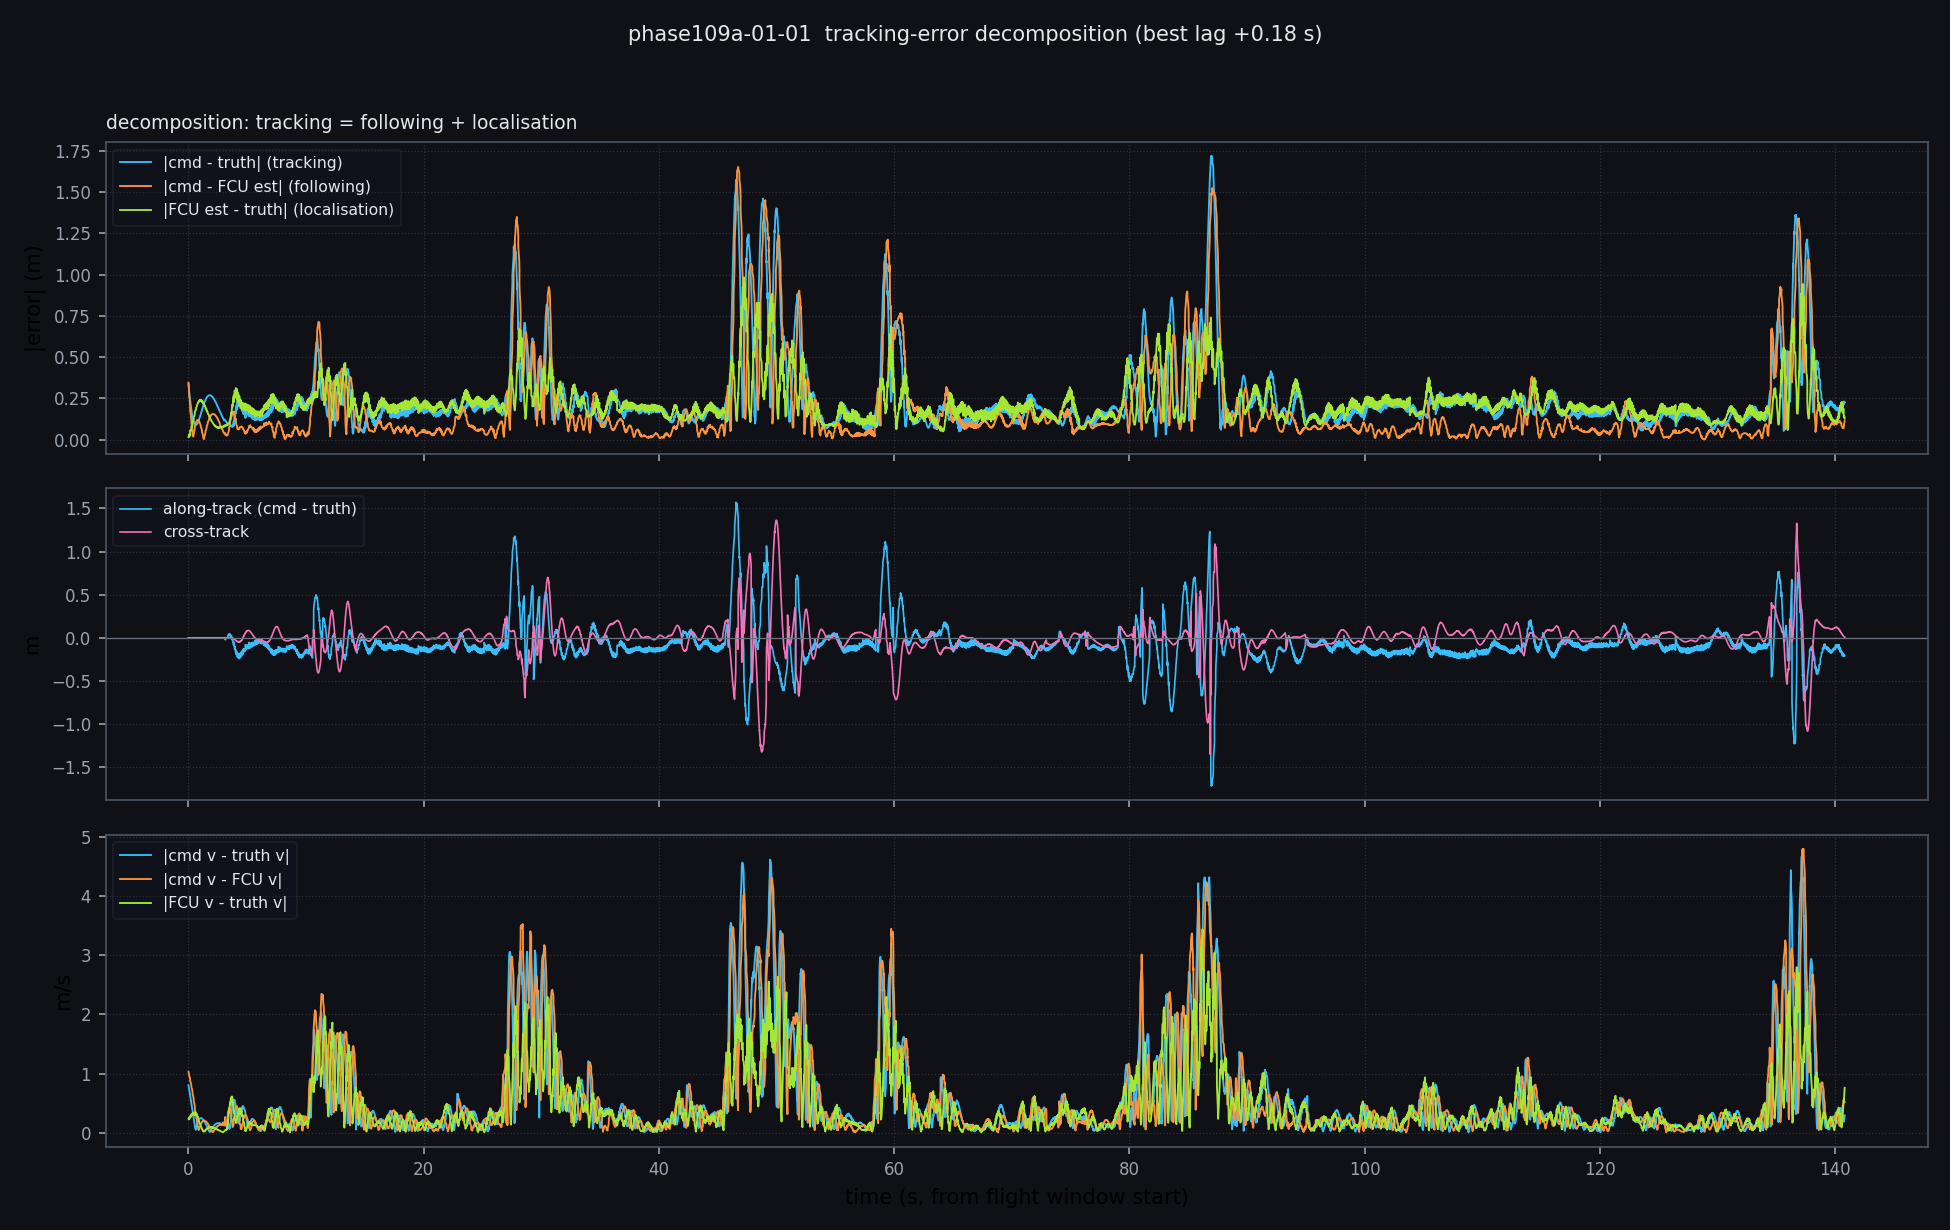 phase109a-01-01  tracking-error decomposition (best lag +0.18 s)
decomposition: tracking = following + localisation
|cmd - truth| (tracking)
|cmd - FCU est| (following)
|FCU est - truth| (localisation)
|error| (m)
1.75
1.50
1.25
1.00
0.75
0.50
0.25
0.00
along-track (cmd - truth)
cross-track
m
1.5
1.0
0.5
0.0
−0.5
−1.0
−1.5
|cmd v - truth v|
|cmd v - FCU v|
|FCU v - truth v|
m/s
5
4
3
2
1
0
0 20 40 60 80 100 120 140
time (s, from flight window start)